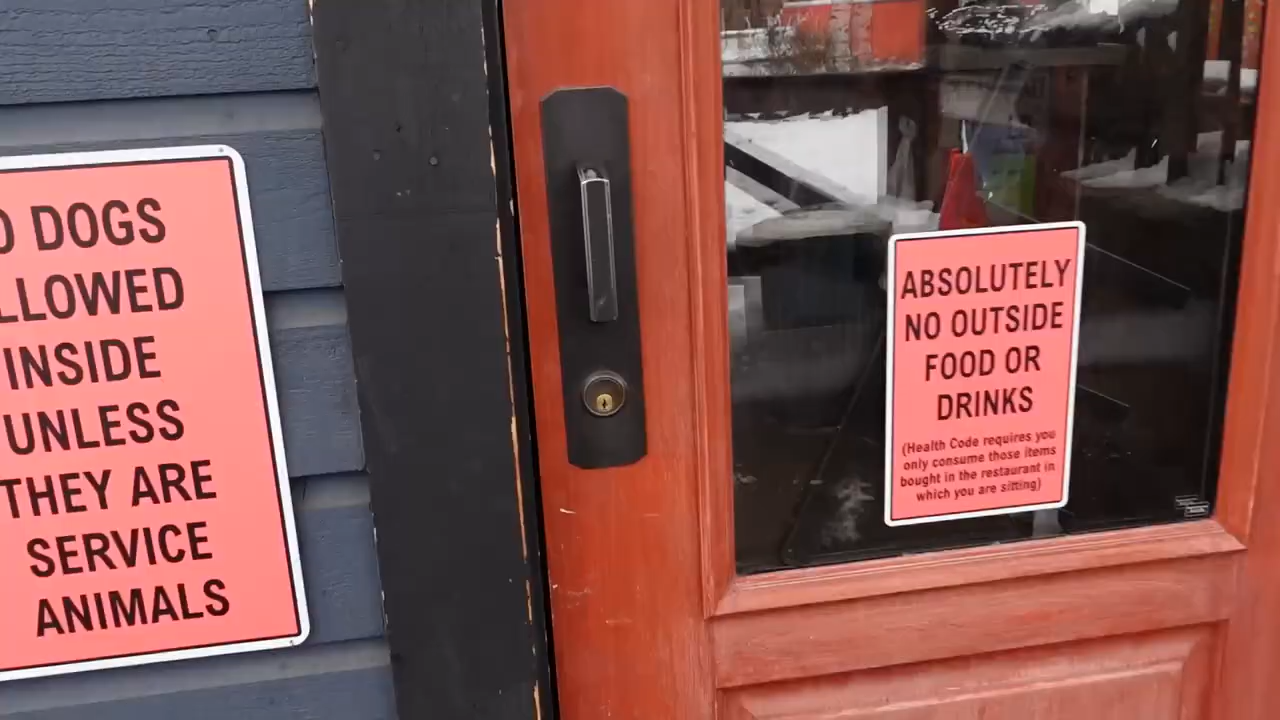 O DOGS
LLOWED
INSIDE
UNLESS
THEY ARE
SERVICE
ANIMALS
ABSOLUTELY
NO OUTSIDE
FOOD OR
DRINKS
(Health Code requires you
only consume those items
bought in the restaurant in
which you are sitting)